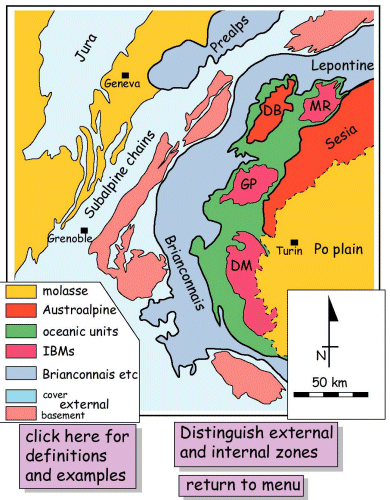 Jura
Prealps
Geneva
Lepontine
DB
MR
Sesia
Subalpine chains
GP
Grenoble
Brianconnais
DM
Turin
Po plain
molasse
Austroalpine
oceanic units
IBMs
Brianconnais etc
cover
external
basement
N
50 km
click here for
definitions
and examples
Distinguish external
and internal zones
return to menu